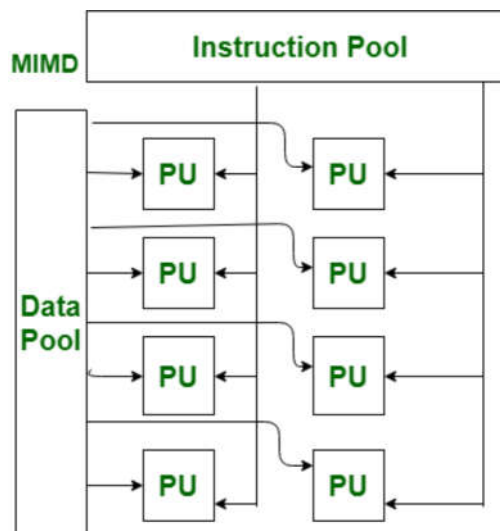 Instruction Pool
MIMD
PU PU
PU PU
Data
Pool
PU PU
PU PU